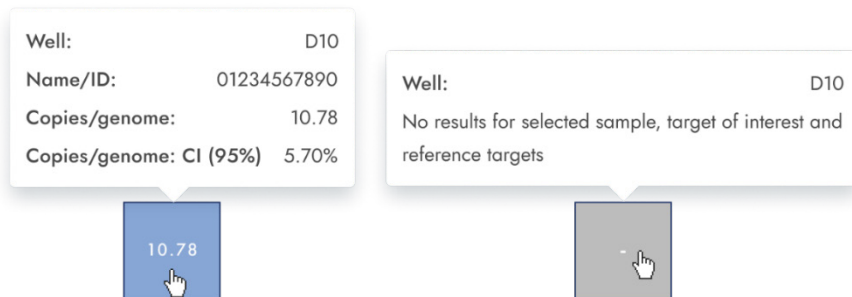 Well: D10
Name/ID: 01234567890
Copies/genome: 10.78
Copies/genome: CI (95%) 5.70%
10.78
Well: D10
No results for selected sample, target of interest and
reference targets
-